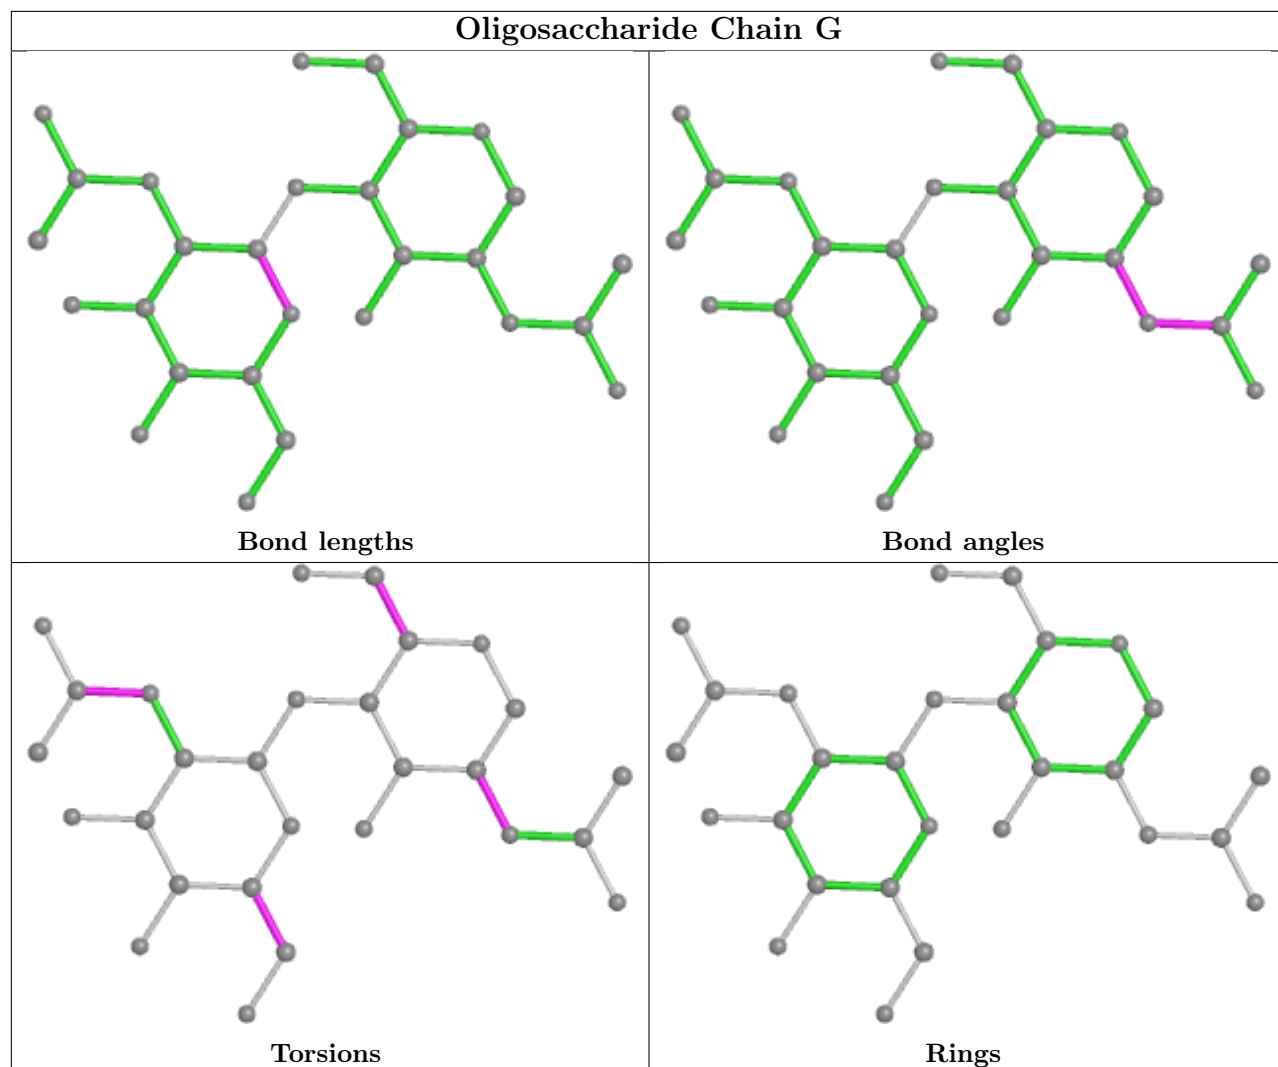 Oligosaccharide Chain G
Bond lengths
Bond angles
Torsions
Rings